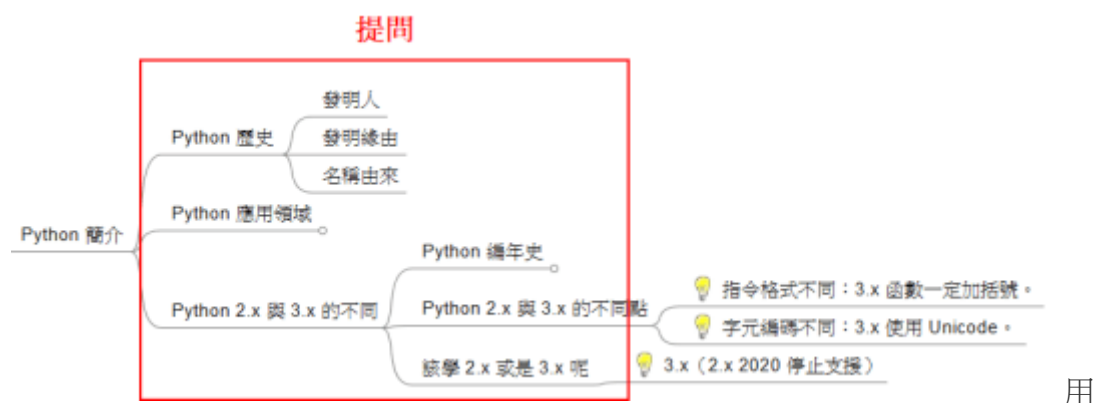 提問
Python 簡介
Python 歷史
發明人
發明緣由
名稱由來
Python 應用領域
Python 2.x 與 3.x 的不同
Python 編年史
Python 2.x 與 3.x 的不同點
指令格式不同：3.x 函數一定加括號。
字元編碼不同：3.x 使用 Unicode。
該學 2.x 或是 3.x 呢
3.x（2.x 2020 停止支援）
用